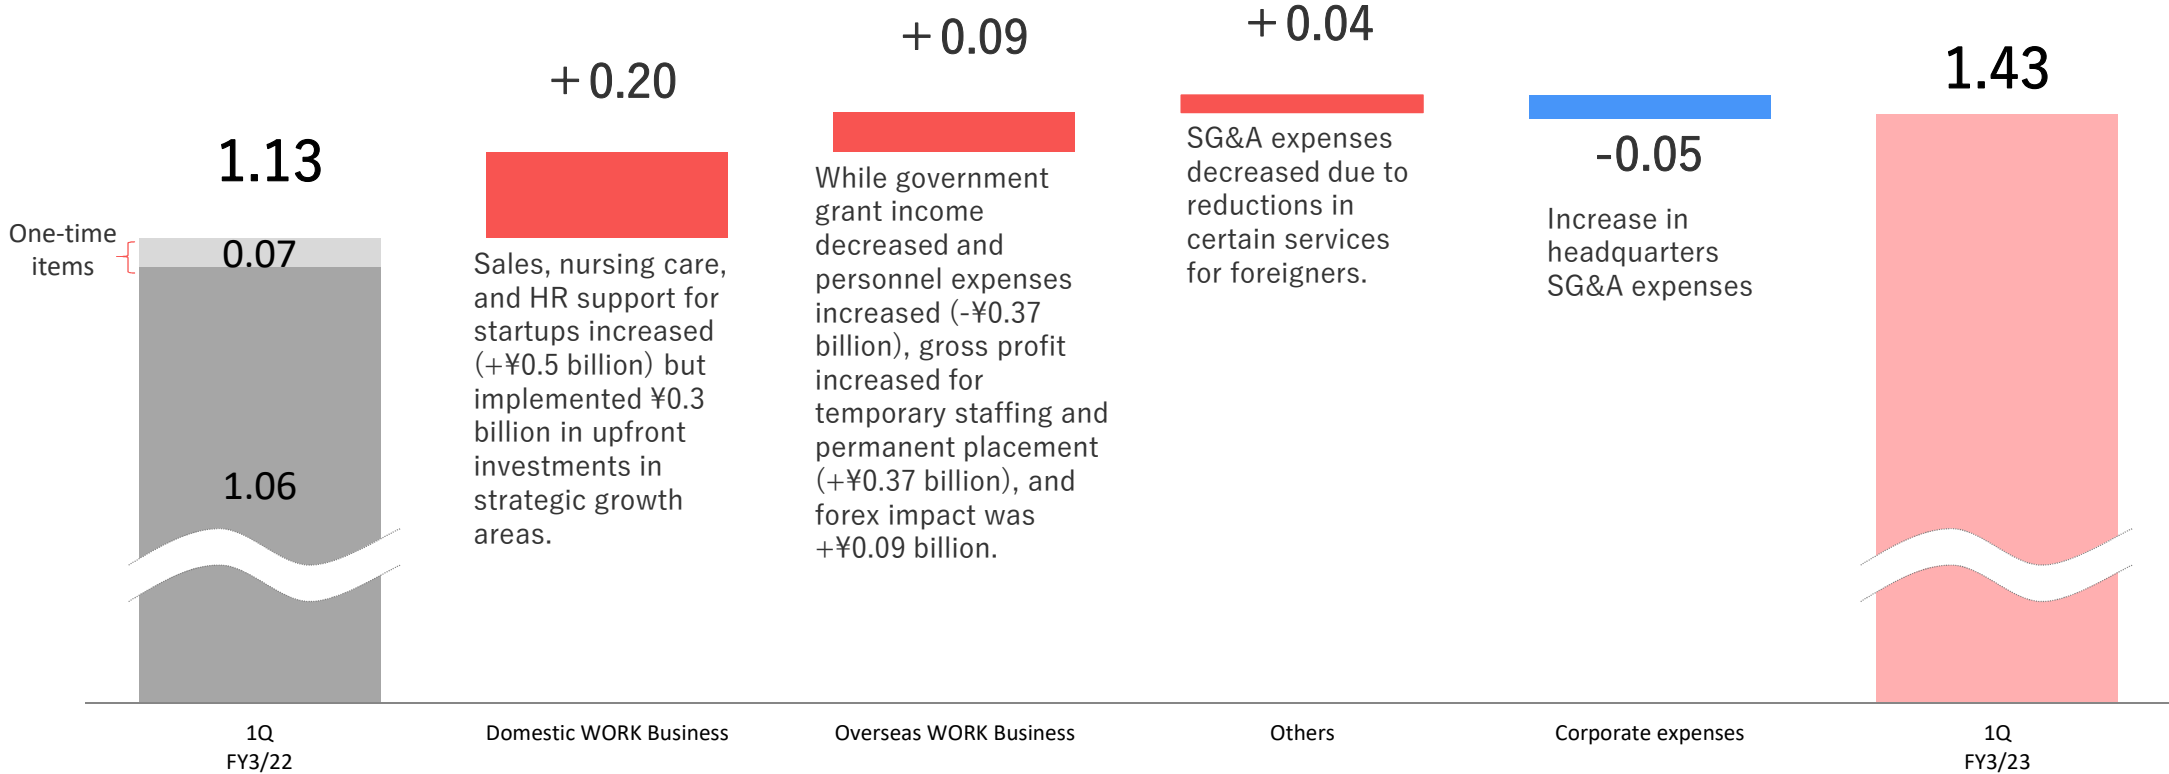 1.13
One-time
items
0.07
1.06
+0.20
Sales, nursing care,
and HR support for
startups increased
(+¥0.5 billion) but
implemented ¥0.3
billion in upfront
investments in
strategic growth
areas.
+0.09
While government
grant income
decreased and
personnel expenses
increased (-¥0.37
billion), gross profit
increased for
temporary staffing and
permanent placement
(+¥0.37 billion), and
forex impact was
+¥0.09 billion.
+0.04
SG&A expenses
decreased due to
reductions in
certain services
for foreigners.
-0.05
Increase in
headquarters
SG&A expenses
1.43
1Q
FY3/22
Domestic WORK Business
Overseas WORK Business
Others
Corporate expenses
1Q
FY3/23